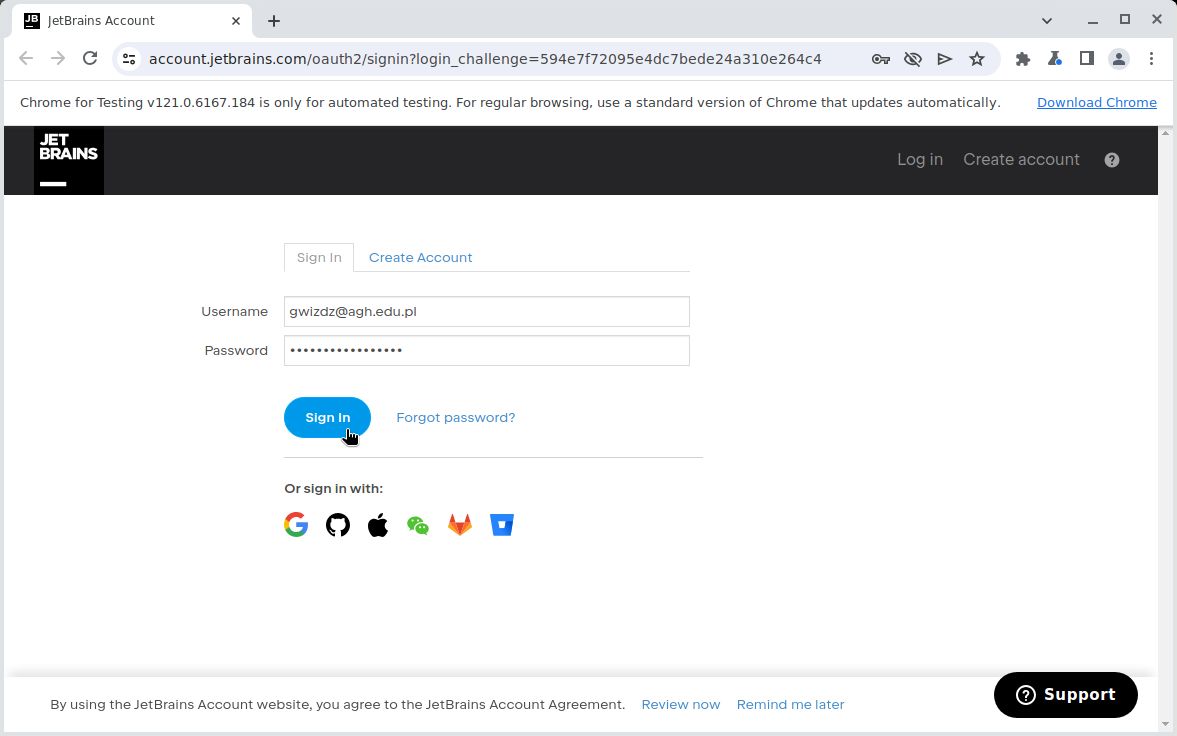 JB JetBrains Account
account.jetbrains.com/oauth2/signin?login_challenge=594e7f72095e4dc7bede24a310e264c4
Chrome for Testing v121.0.6167.184 is only for automated testing. For regular browsing, use a standard version of Chrome that updates automatically. Download Chrome
JET
BRAINS
Log in Create account
Sign In Create Account
Username gwizdz@agh.edu.pl
Password •••••••••••••••••
Sign In Forgot password?
Or sign in with:
By using the JetBrains Account website, you agree to the JetBrains Account Agreement. Review now Remind me later
Support